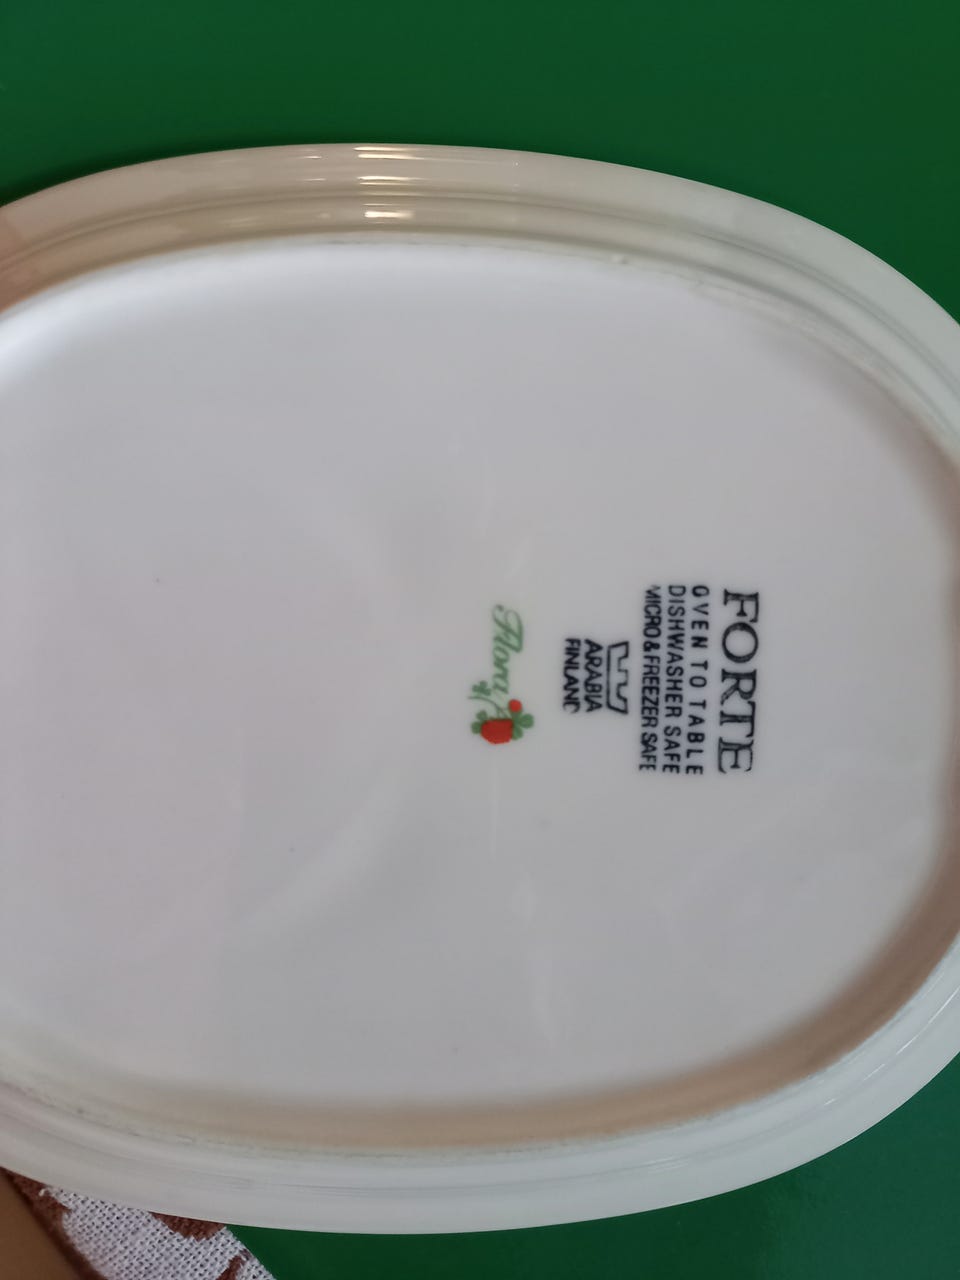 FORTE
OVEN TO TABLE
DISHWASHER SAFE
MICRO & FREEZER SAFE
ARABIA
FINLAND
Flora